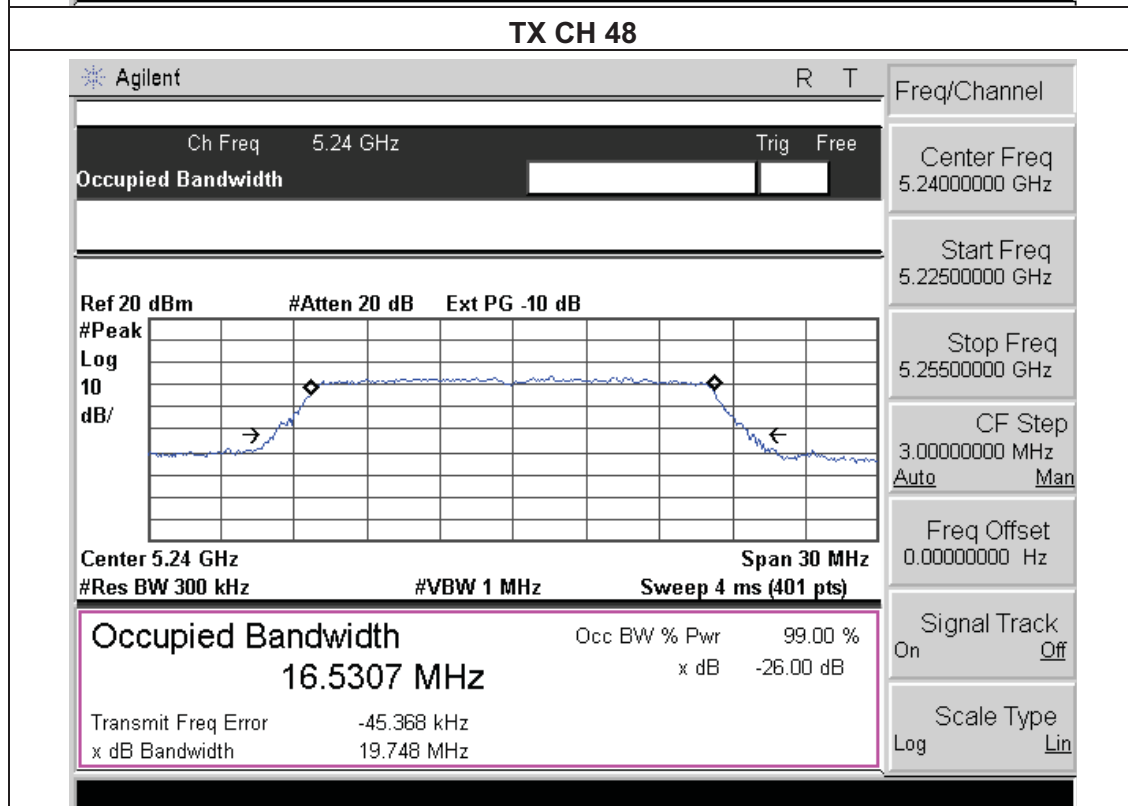 TX CH 48
Agilent R T
Freq/Channel
Ch Freq 5.24 GHz Trig Free
Occupied Bandwidth
Center Freq
5.24000000 GHz
Start Freq
5.22500000 GHz
Ref 20 dBm #Atten 20 dB Ext PG -10 dB
#Peak
Log
10
dB/
Stop Freq
5.25500000 GHz
CF Step
3.00000000 MHz
Auto Man
Freq Offset
0.00000000 Hz
Center 5.24 GHz Span 30 MHz
#Res BW 300 kHz #VBW 1 MHz Sweep 4 ms (401 pts)
Occupied Bandwidth
16.5307 MHz
Occ BW % Pwr 99.00 %
x dB -26.00 dB
Transmit Freq Error -45.368 kHz
x dB Bandwidth 19.748 MHz
Signal Track
On Off
Scale Type
Log Lin